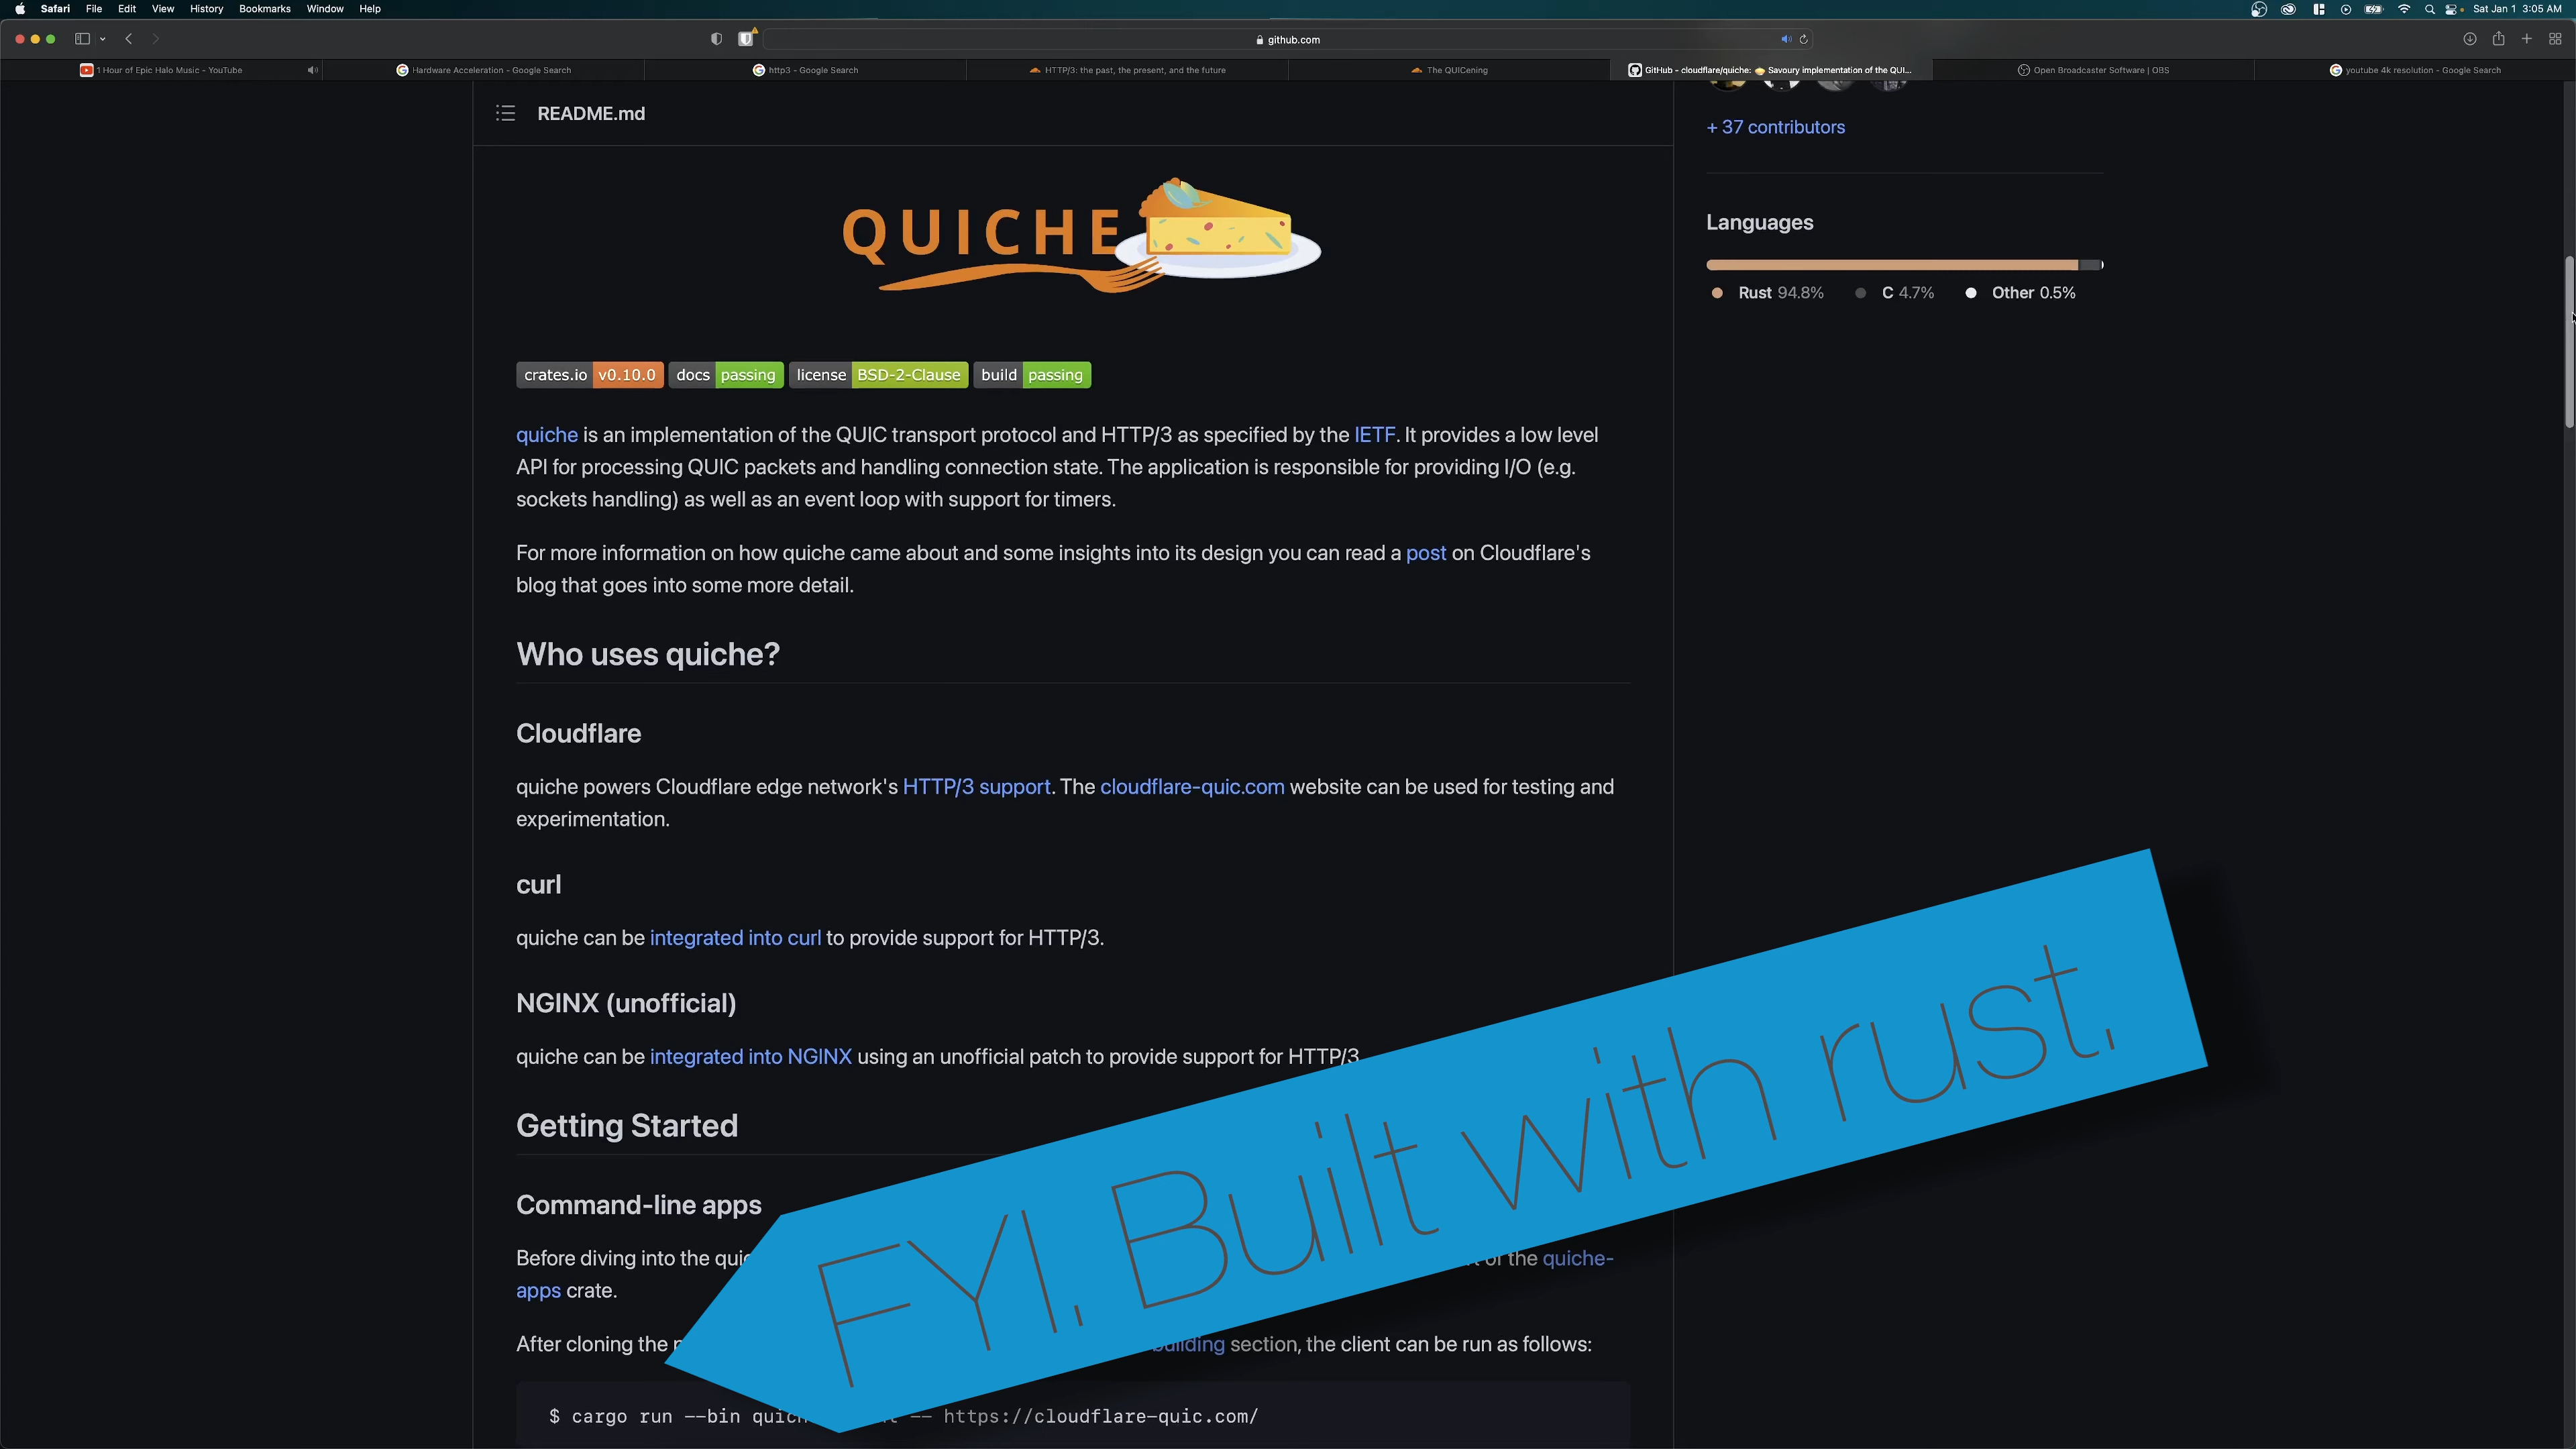 Safari File Edit View History Bookmarks Window Help
Sat Jan 1 3:05 AM
github.com
1 Hour of Epic Halo Music - YouTube
Hardware Acceleration - Google Search
http3 - Google Search
HTTP/3: the past, the present, and the future
The QUICening
GitHub - cloudflare/quiche: 🥧 Savoury implementation of the QUI...
Open Broadcaster Software | OBS
youtube 4k resolution - Google Search
README.md
+ 37 contributors
Languages
Rust 94.8% C 4.7% Other 0.5%
QUICHE
crates.io v0.10.0 docs passing license BSD-2-Clause build passing
quiche is an implementation of the QUIC transport protocol and HTTP/3 as specified by the IETF. It provides a low level
API for processing QUIC packets and handling connection state. The application is responsible for providing I/O (e.g.
sockets handling) as well as an event loop with support for timers.
For more information on how quiche came about and some insights into its design you can read a post on Cloudflare's
blog that goes into some more detail.
Who uses quiche?
Cloudflare
quiche powers Cloudflare edge network's HTTP/3 support. The cloudflare-quic.com website can be used for testing and
experimentation.
curl
quiche can be integrated into curl to provide support for HTTP/3.
NGINX (unofficial)
quiche can be integrated into NGINX using an unofficial patch to provide support for HTTP/3
Getting Started
Command-line apps
Before diving into the the quiche-
apps crate.
After cloning the building section, the client can be run as follows:
$ cargo run --bin -- https://cloudflare-quic.com/
FYI, Built with rust.